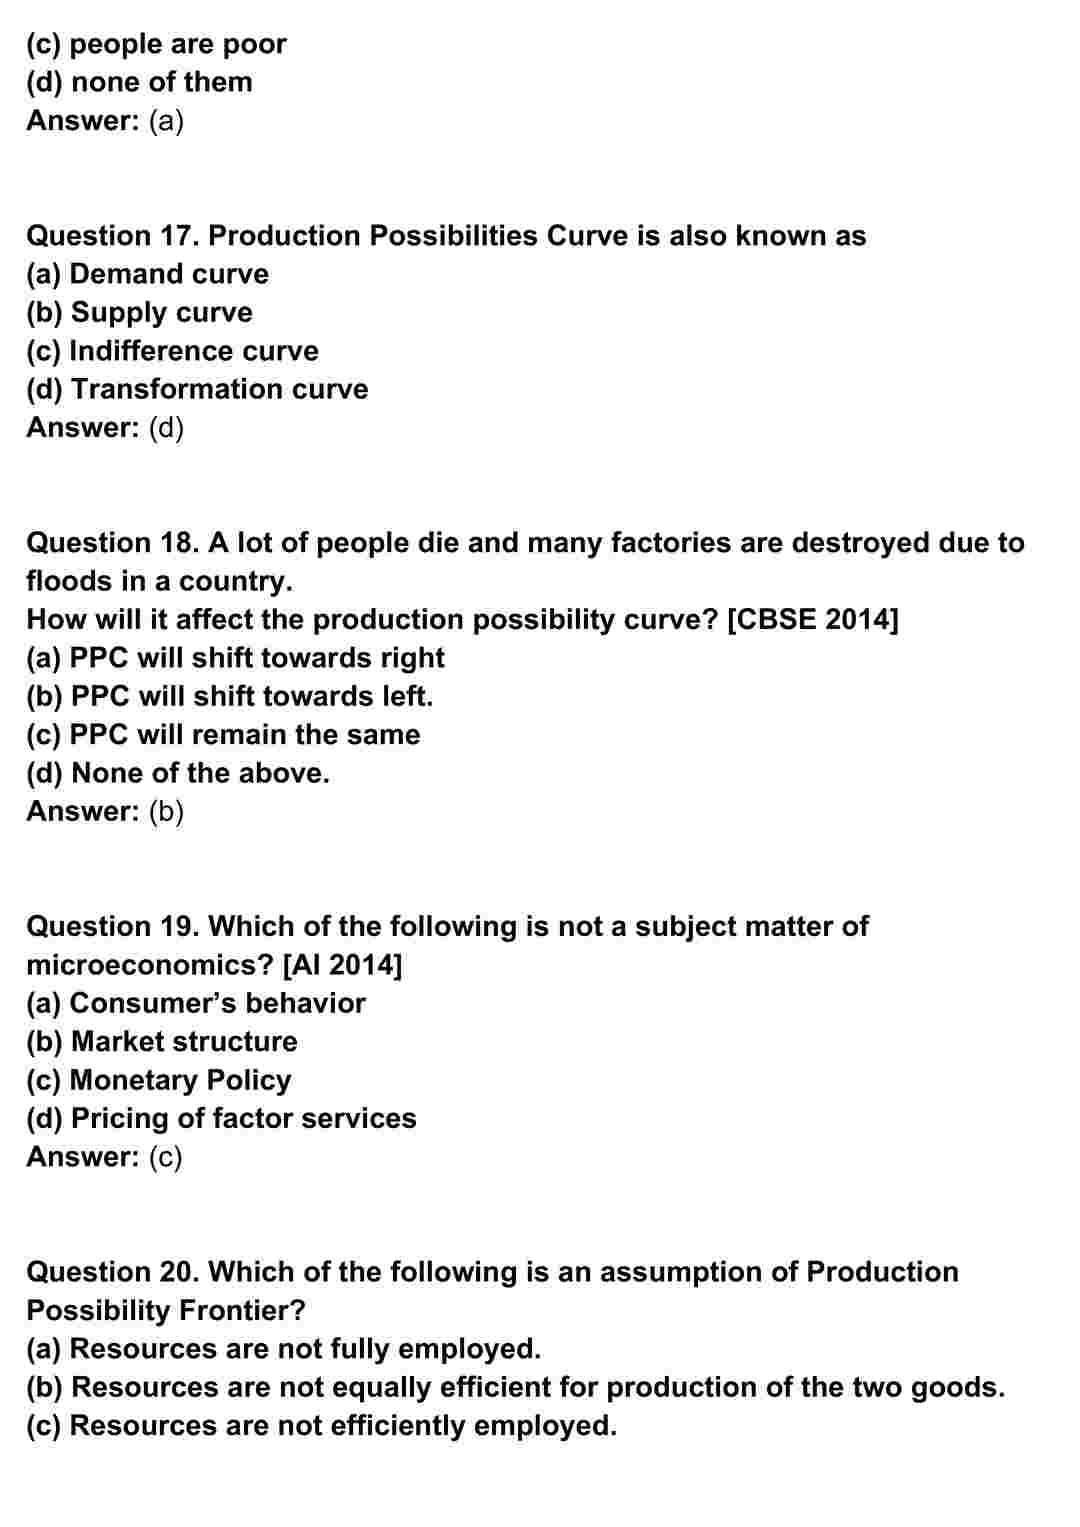 (c) people are poor
(d) none of them
Answer: (a)
Question 17. Production Possibilities Curve is also known as
(a) Demand curve
(b) Supply curve
(c) Indifference curve
(d) Transformation curve
Answer: (d)
Question 18. A lot of people die and many factories are destroyed due to
floods in a country.
How will it affect the production possibility curve? [CBSE 2014]
(a) PPC will shift towards right
(b) PPC will shift towards left.
(c) PPC will remain the same
(d) None of the above.
Answer: (b)
Question 19. Which of the following is not a subject matter of
microeconomics? [AI 2014]
(a) Consumer’s behavior
(b) Market structure
(c) Monetary Policy
(d) Pricing of factor services
Answer: (c)
Question 20. Which of the following is an assumption of Production
Possibility Frontier?
(a) Resources are not fully employed.
(b) Resources are not equally efficient for production of the two goods.
(c) Resources are not efficiently employed.